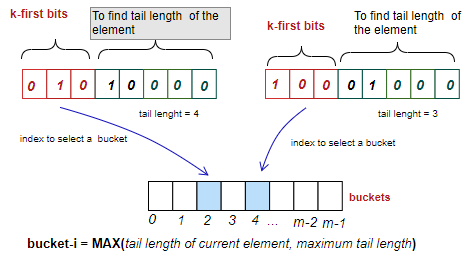 k-first bits
To find tail length of the
element
0 1 0 1 0 0 0 0
tail lenght = 4
index to select a bucket
k-first bits
To find tail length of
the element
1 0 0 0 1 0 0 0
tail lenght = 3
index to select a bucket
buckets
0 1 2 3 4 ... m-2 m-1
bucket-i = MAX(tail length of current element, maximum tail length)